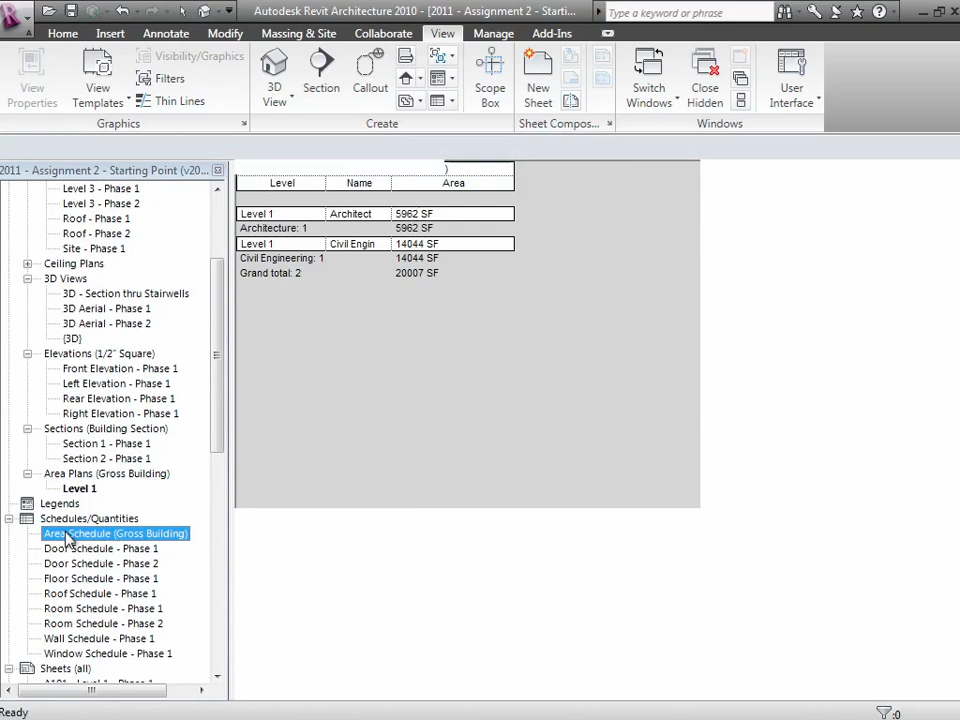 Autodesk Revit Architecture 2010 - [2011 - Assignment 2 - Starti...
Type a keyword or phrase
Home Insert Annotate Modify Massing & Site Collaborate View Manage Add-Ins
View Properties
View Templates
Visibility/Graphics
Filters
Thin Lines
3D View
Section
Callout
Scope Box
New Sheet
Switch Windows
Close Hidden
User Interface
Graphics Create Sheet Compos... Windows
2011 - Assignment 2 - Starting Point (v20...
Level 3 - Phase 1
Level 3 - Phase 2
Roof - Phase 1
Roof - Phase 2
Site - Phase 1
Ceiling Plans
3D Views
3D - Section thru Stairwells
3D Aerial - Phase 1
3D Aerial - Phase 2
{3D}
Elevations (1/2" Square)
Front Elevation - Phase 1
Left Elevation - Phase 1
Rear Elevation - Phase 1
Right Elevation - Phase 1
Sections (Building Section)
Section 1 - Phase 1
Section 2 - Phase 1
Area Plans (Gross Building)
Level 1
Legends
Schedules/Quantities
Area Schedule (Gross Building)
Door Schedule - Phase 1
Door Schedule - Phase 2
Floor Schedule - Phase 1
Roof Schedule - Phase 1
Room Schedule - Phase 1
Room Schedule - Phase 2
Wall Schedule - Phase 1
Window Schedule - Phase 1
Sheets (all)
A101 - Level 1 - Phase 1
)
Level Name Area
Level 1 Architect 5962 SF
Architecture: 1 5962 SF
Level 1 Civil Engin 14044 SF
Civil Engineering: 1 14044 SF
Grand total: 2 20007 SF
Ready
:0